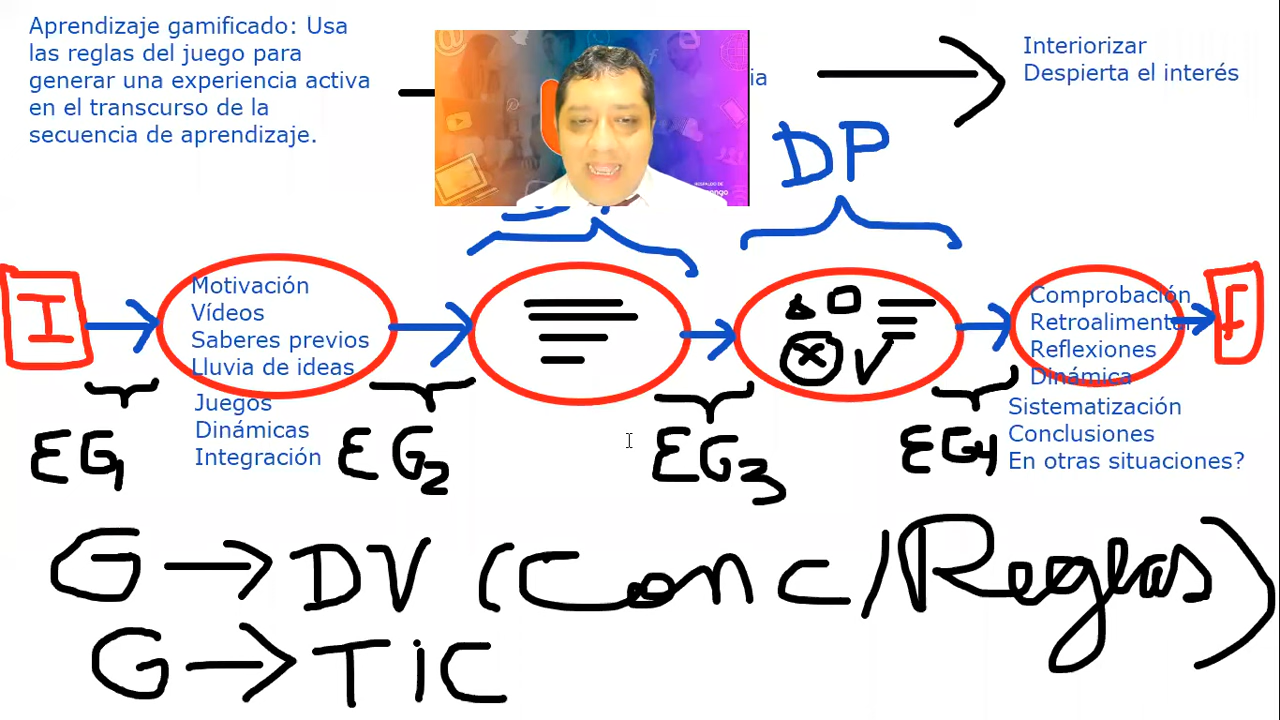 Aprendizaje gamificado: Usa
las reglas del juego para
generar una experiencia activa
en el transcurso de la
secuencia de aprendizaje.
Interiorizar
Despierta el interés
DP
I
Motivación
Vídeos
Saberes previos
Lluvia de ideas
Juegos
Dinámicas
Integración
Comprobación
Retroalimentar
Reflexiones
Dinámica
Sistematización
Conclusiones
En otras situaciones?
F
EG1
EG2
EG3
EG4
G → DV (Conc/Reglas)
G → TiC